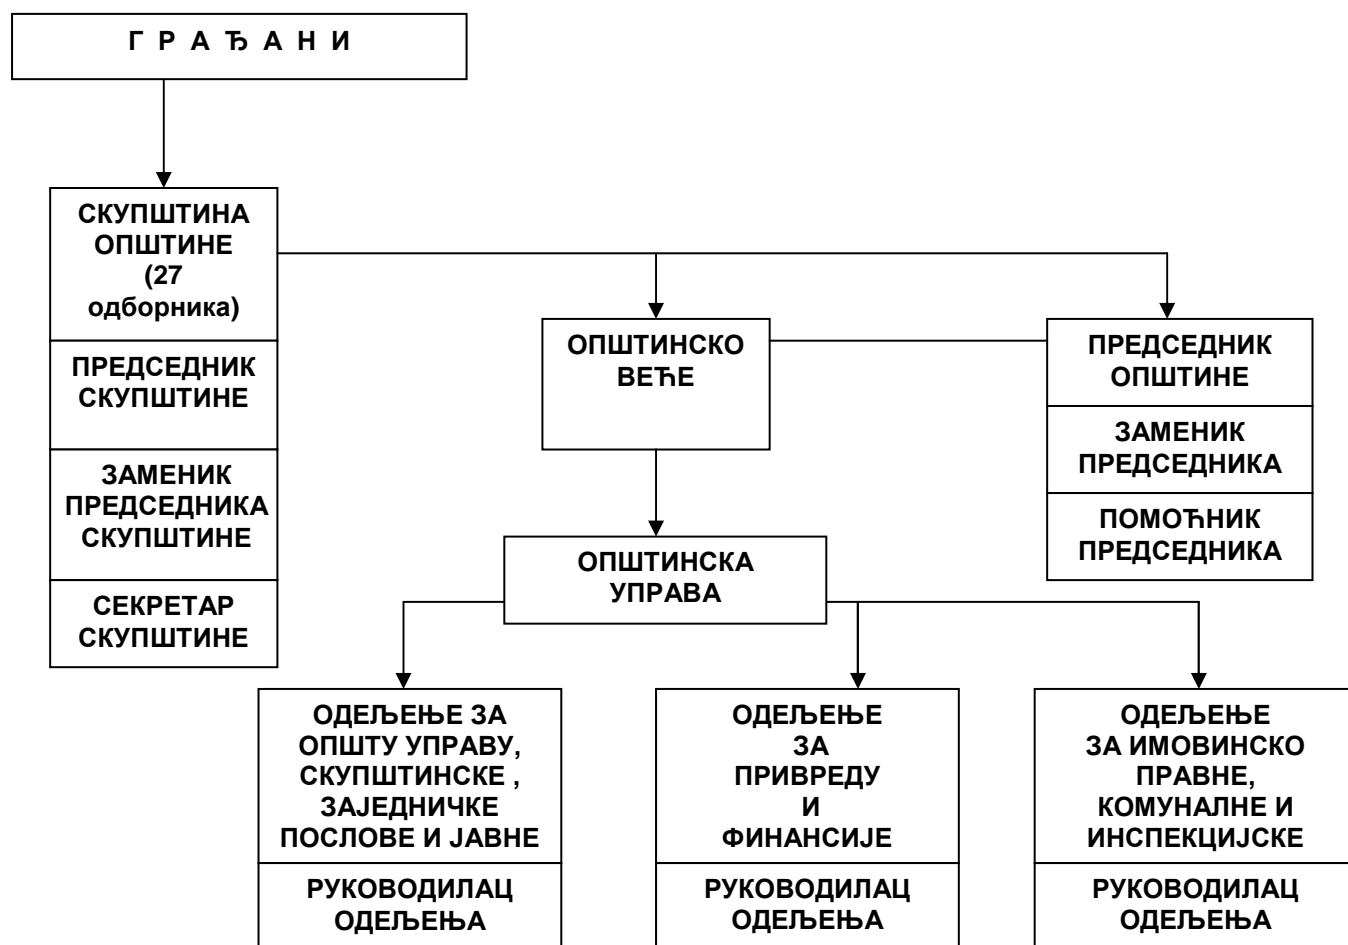 Г Р А Ђ А Н И
СКУПШТИНА
ОПШТИНЕ
(27
одборника)
ПРЕДСЕДНИК
СКУПШТИНЕ
ЗАМЕНИК
ПРЕДСЕДНИКА
СКУПШТИНЕ
СЕКРЕТАР
СКУПШТИНЕ
ОПШТИНСКО
ВЕЋЕ
ПРЕДСЕДНИК
ОПШТИНЕ
ЗАМЕНИК
ПРЕДСЕДНИКА
ПОМОЋНИК
ПРЕДСЕДНИКА
ОПШТИНСКА
УПРАВА
ОДЕЉЕЊЕ ЗА
ОПШТУ УПРАВУ,
СКУПШТИНСКЕ ,
ЗАЈЕДНИЧКЕ
ПОСЛОВЕ И ЈАВНЕ
РУКОВОДИЛАЦ
ОДЕЉЕЊА
ОДЕЉЕЊЕ
ЗА
ПРИВРЕДУ
И
ФИНАНСИЈЕ
РУКОВОДИЛАЦ
ОДЕЉЕЊА
ОДЕЉЕЊЕ
ЗА ИМОВИНСКО
ПРАВНЕ,
КОМУНАЛНЕ И
ИНСПЕКЦИЈСКЕ
РУКОВОДИЛАЦ
ОДЕЉЕЊА